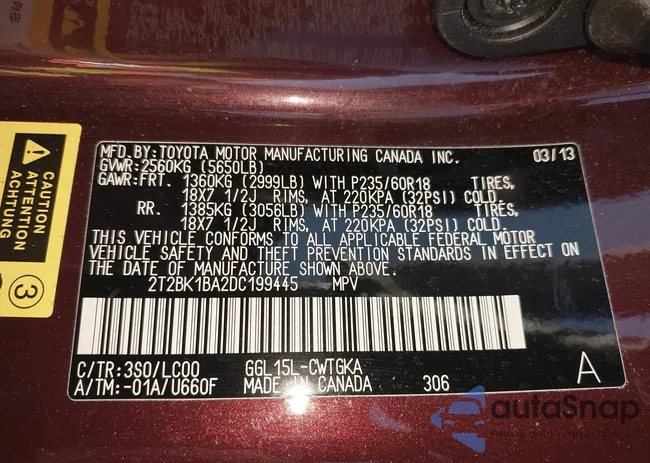 MFD.BY:TOYOTA MOTOR MANUFACTURING CANADA INC. 03/13
GVWR:2560KG (5650LB)
GAWR:FRT. 1360KG (2999LB) WITH P235/60R18 TIRES,
18X7 1/2J RIMS, AT 220KPA (32PSI) COLD.
RR. 1385KG (3056LB) WITH P235/60R18 TIRES,
18X7 1/2J RIMS, AT 220KPA (32PSI) COLD.
THIS VEHICLE CONFORMS TO ALL APPLICABLE FEDERAL MOTOR
VEHICLE SAFETY AND THEFT PREVENTION STANDARDS IN EFFECT ON
THE DATE OF MANUFACTURE SHOWN ABOVE.
2T2BK1BA2DC199445 MPV
C/TR:3S0/LC00 GGL15L-CWTGKA
A/TM:-01A/U660F MADE IN CANADA 306 A
CAUTION
ATTENTION
ACHTUNG
3
autoSnap